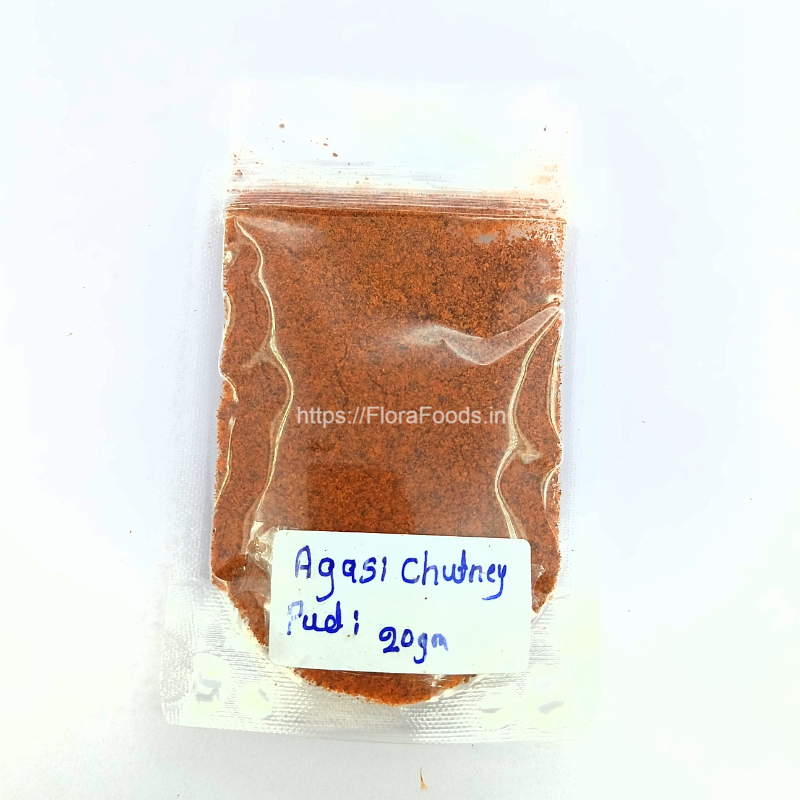 https://FloraFoods.in
Agasi Chutney
Pudi 20gm